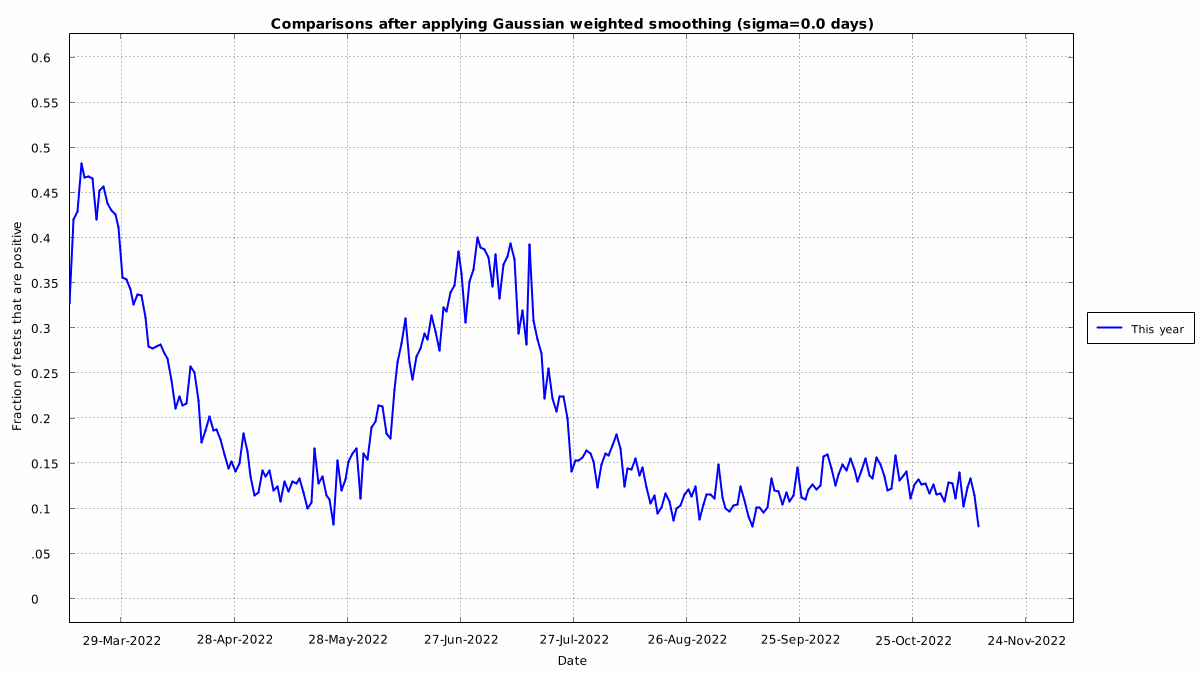 Comparisons after applying Gaussian weighted smoothing (sigma=0.0 days)
0.6
0.55
0.5
0.45
0.4
0.35
0.3
0.25
0.2
0.15
0.1
.05
0
Fraction of tests that are positive
This year
29-Mar-2022 28-Apr-2022 28-May-2022 27-Jun-2022 27-Jul-2022 26-Aug-2022 25-Sep-2022 25-Oct-2022 24-Nov-2022
Date